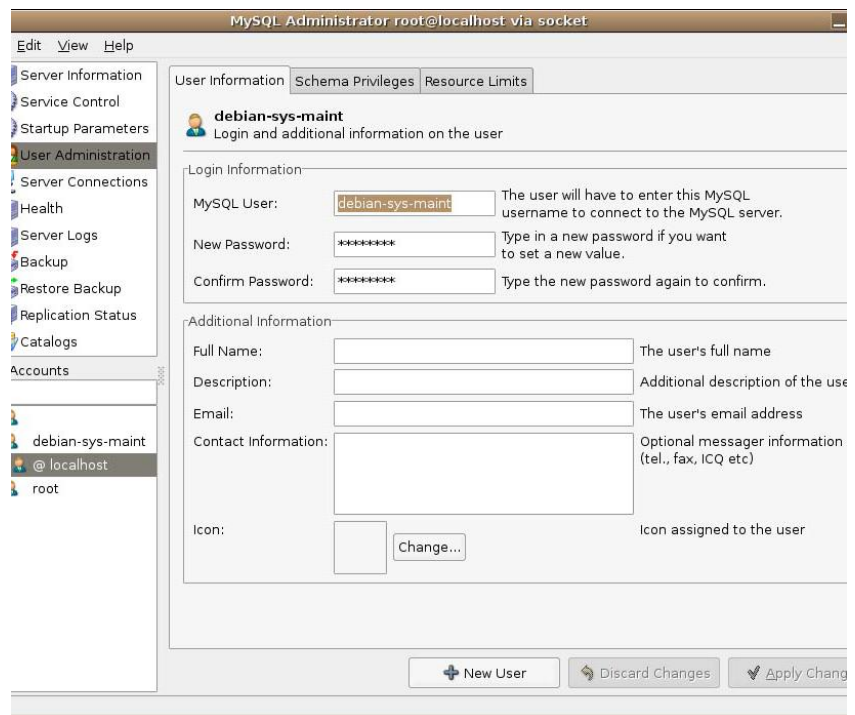 MySQL Administrator root@localhost via socket
Edit View Help
Server Information
Service Control
Startup Parameters
User Administration
Server Connections
Health
Server Logs
Backup
Restore Backup
Replication Status
Catalogs
Accounts
debian-sys-maint
@ localhost
root
User Information
Schema Privileges
Resource Limits
debian-sys-maint
Login and additional information on the user
Login Information
MySQL User:
debian-sys-maint
The user will have to enter this MySQL
username to connect to the MySQL server.
New Password:
********
Type in a new password if you want
to set a new value.
Confirm Password:
********
Type the new password again to confirm.
Additional Information
Full Name:
The user's full name
Description:
Additional description of the use
Email:
The user's email address
Contact Information:
Optional messager information
(tel., fax, ICQ etc)
Icon:
Change...
Icon assigned to the user
New User
Discard Changes
Apply Chang